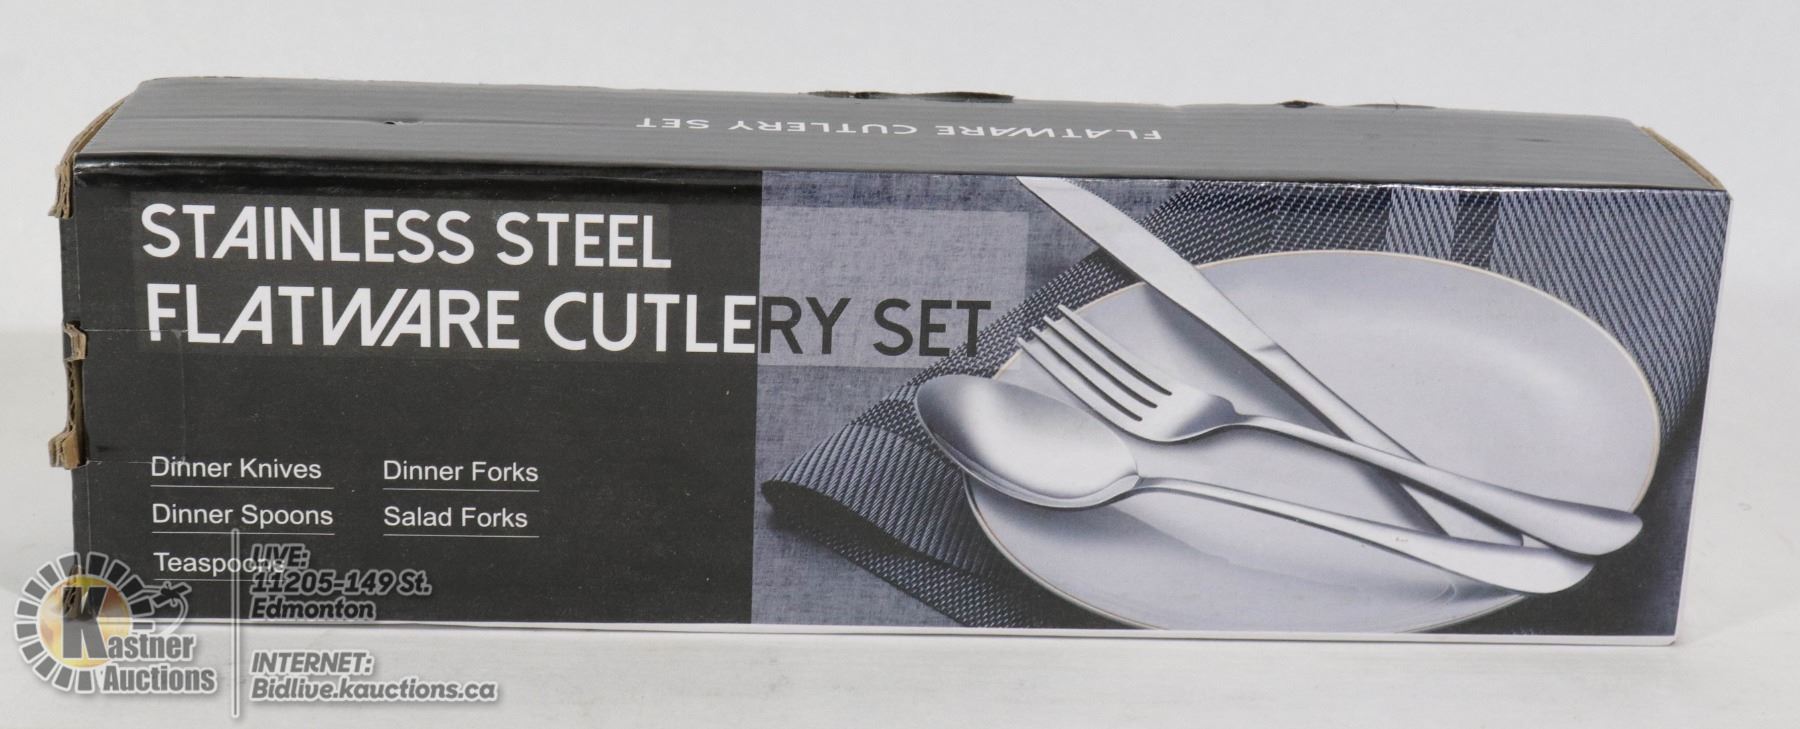 FLATWARE CUTLERY SET
STAINLESS STEEL
FLATWARE CUTLERY SET
Dinner Knives
Dinner Forks
Dinner Spoons
Salad Forks
Teaspoons
Kastner
Auctions
LIVE:
11205-149 St.
Edmonton
INTERNET:
Bidlive.kauctions.ca